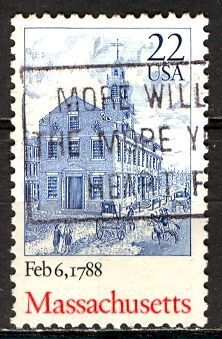 22
USA
MORE WILL
THE MORE Y
Feb 6, 1788
Massachusetts